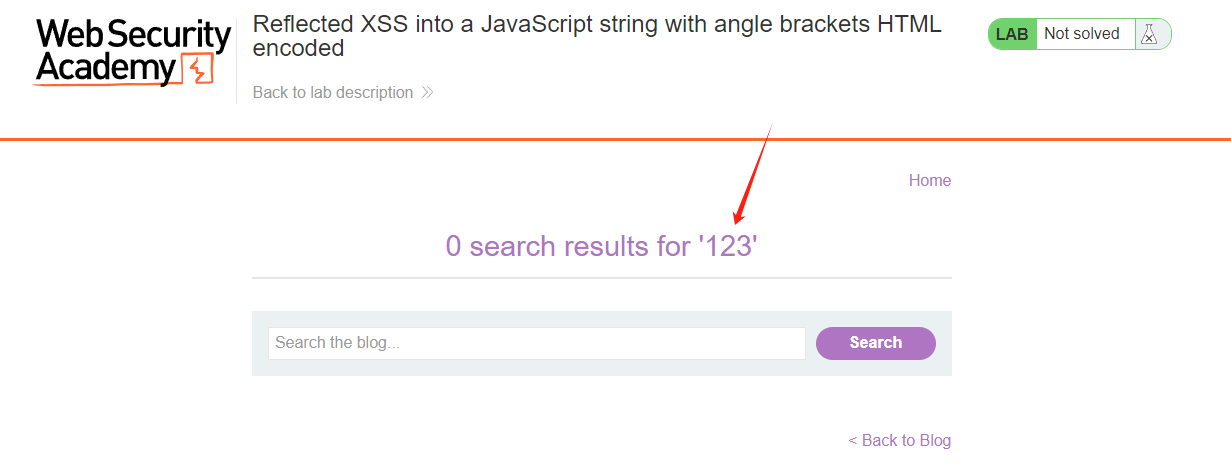 Web Security
Academy
Reflected XSS into a JavaScript string with angle brackets HTML
encoded
Back to lab description
LAB Not solved
Home
0 search results for '123'
Search the blog...
Search
< Back to Blog